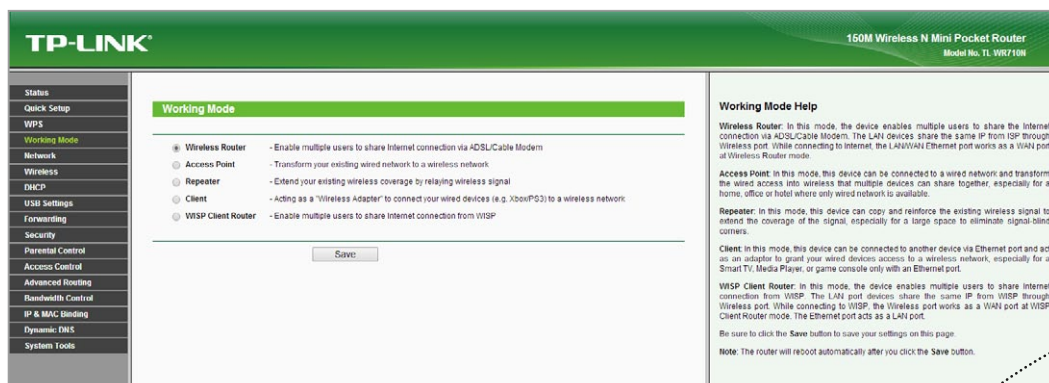 TP-LINK®
150M Wireless N Mini Pocket Router
Model No. TL-WR710N
Status
Quick Setup
WPS
Working Mode
Network
Wireless
DHCP
USB Settings
Forwarding
Security
Parental Control
Access Control
Advanced Routing
Bandwidth Control
IP & MAC Binding
Dynamic DNS
System Tools
Working Mode
Wireless Router - Enable multiple users to share Internet connection via ADSL/Cable Modem
Access Point - Transform your existing wired network to a wireless network
Repeater - Extend your existing wireless coverage by relaying wireless signal
Client - Acting as a "Wireless Adapter" to connect your wired devices (e.g. Xbox/PS3) to a wireless network
WISP Client Router - Enable multiple users to share Internet connection from WISP
Save
Working Mode Help
Wireless Router: In this mode, the device enables multiple users to share the Internet
connection via ADSL/Cable Modem. The LAN devices share the same IP from ISP through
Wireless port. While connecting to Internet, the LAN/WAN Ethernet port works as a WAN port
at Wireless Router mode.
Access Point: In this mode, this device can be connected to a wired network and transform
the wired access into wireless that multiple devices can share together, especially for a
home, office or hotel where only wired network is available.
Repeater: In this mode, this device can copy and reinforce the existing wireless signal to
extend the coverage of the signal, especially for a large space to eliminate signal-blind
corners.
Client: In this mode, this device can be connected to another device via Ethernet port and act
as an adaptor to grant your wired devices access to a wireless network, especially for a
Smart TV, Media Player, or game console only with an Ethernet port.
WISP Client Router: In this mode, the device enables multiple users to share Internet
connection from WISP. The LAN port devices share the same IP from WISP through
Wireless port. While connecting to WISP, the Wireless port works as a WAN port at WISP
Client Router mode. The Ethernet port acts as a LAN port.
Be sure to click the Save button to save your settings on this page.
Note: The router will reboot automatically after you click the Save button.